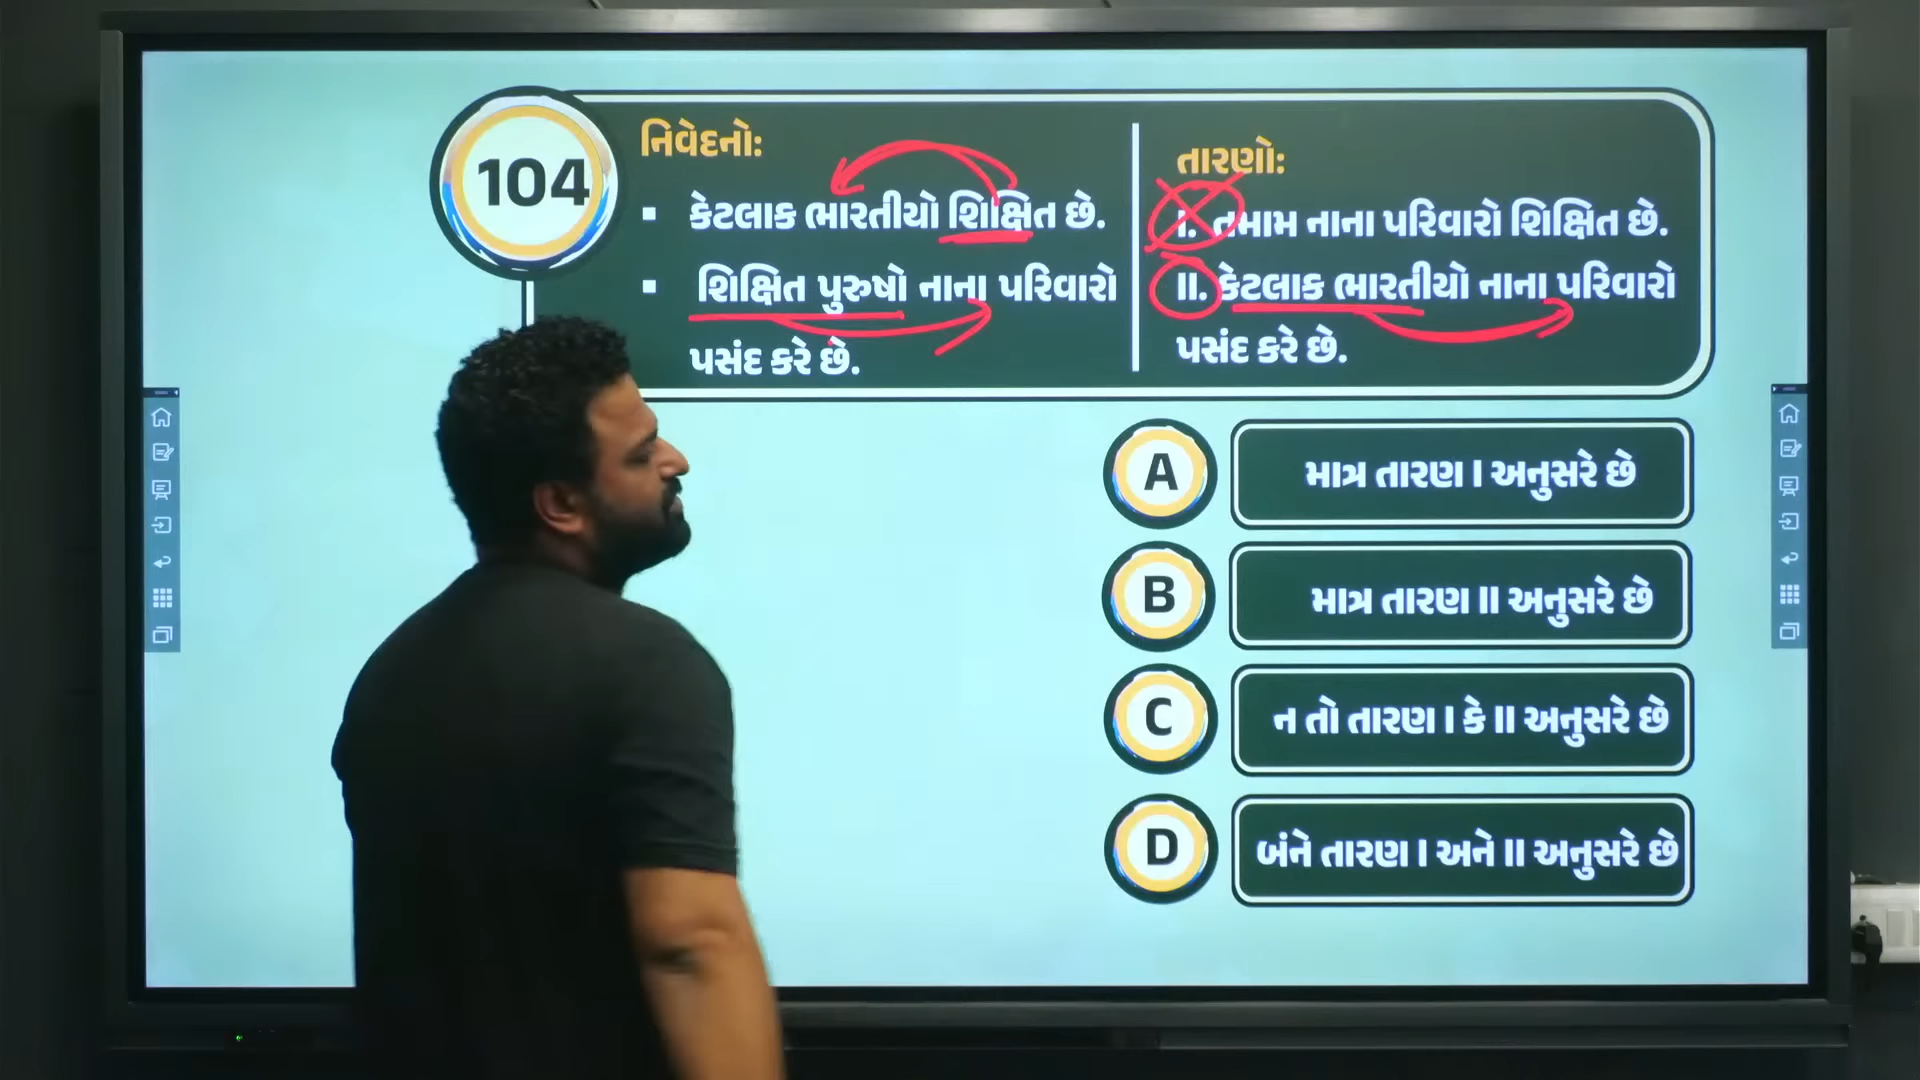 104
નિવેદનો:
▪ કેટલાક ભારતીયો શિક્ષિત છે.
▪ શિક્ષિત પુરુષો નાના પરિવારો
પસંદ કરે છે.
તારણો:
I. તમામ નાના પરિવારો શિક્ષિત છે.
II. કેટલાક ભારતીયો નાના પરિવારો
પસંદ કરે છે.
A માત્ર તારણ I અનુસરે છે
B માત્ર તારણ II અનુસરે છે
C ન તો તારણ I કે II અનુસરે છે
D બંને તારણ I અને II અનુસરે છે